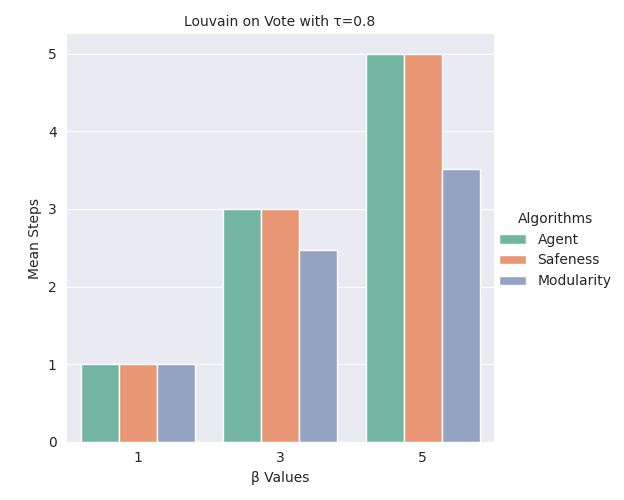 Louvain on Vote with τ=0.8
5
4
3
2
1
0
Mean Steps
1 3 5
β Values
Algorithms
Agent
Safeness
Modularity